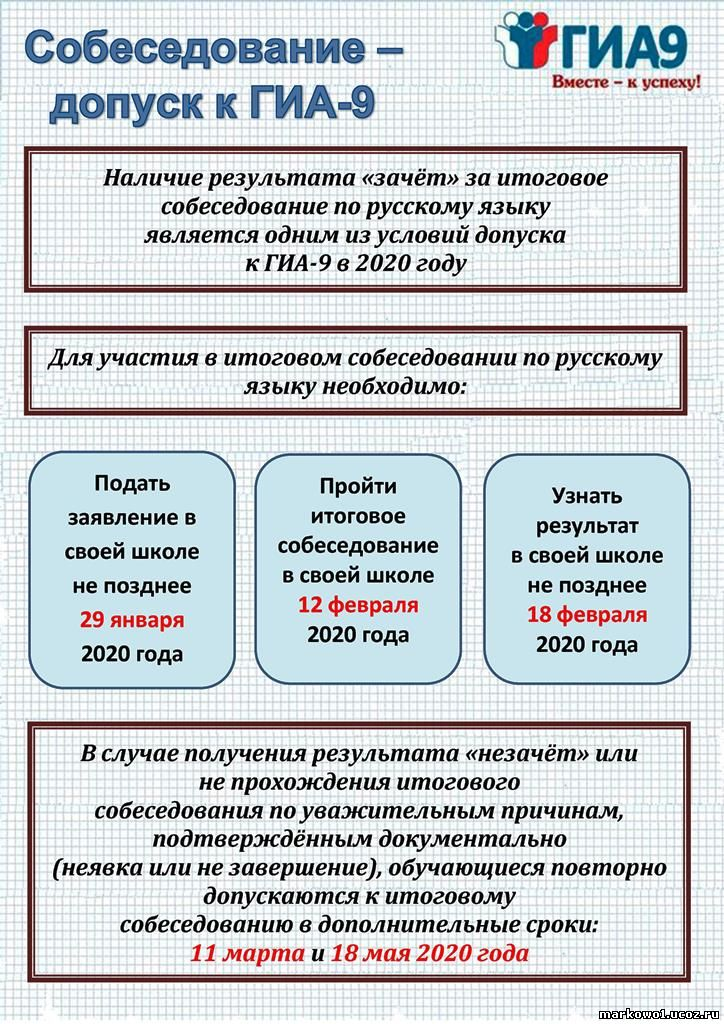 Собеседование –
допуск к ГИА-9
ГИА9
Вместе – к успеху!
Наличие результата «зачёт» за итоговое
собеседование по русскому языку
является одним из условий допуска
к ГИА-9 в 2020 году
Для участия в итоговом собеседовании по русскому
языку необходимо:
Подать
заявление в
своей школе
не позднее
29 января
2020 года
Пройти
итоговое
собеседование
в своей школе
12 февраля
2020 года
Узнать
результат
в своей школе
не позднее
18 февраля
2020 года
В случае получения результата «незачёт» или
не прохождения итогового
собеседования по уважительным причинам,
подтверждённым документально
(неявка или не завершение), обучающиеся повторно
допускаются к итоговому
собеседованию в дополнительные сроки:
11 марта и 18 мая 2020 года
markowo1.ucoz.ru